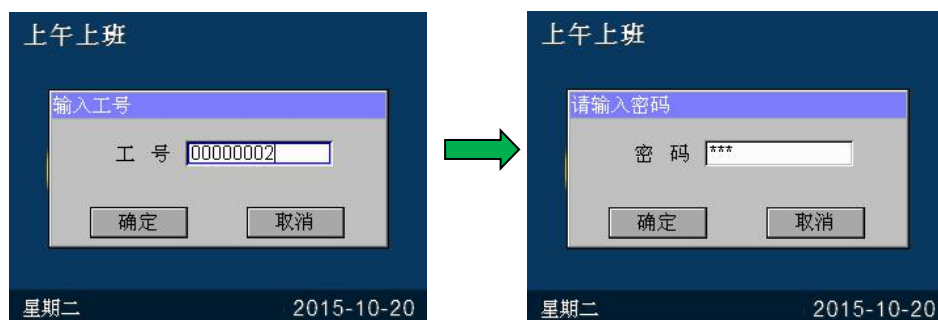 上午上班
输入工号
工 号 00000002
确定 取消
星期二 2015-10-20
上午上班
请输入密码
密 码 ***
确定 取消
星期二 2015-10-20